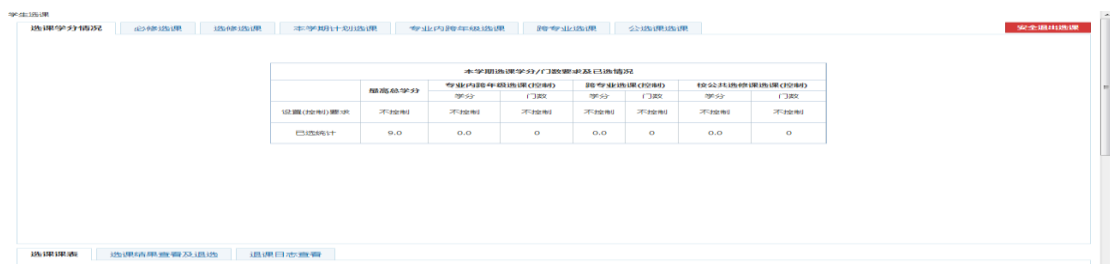 学生选课
选课学分情况 必修选课 选修选课 本学期计划选课 专业内跨年级选课 跨专业选课 公选课选课 安全退出选课
本学期选课学分/门数要求及已选情况
最高总学分 专业内跨年级选课(控制) 跨专业选课(控制) 校公共选修课选课(控制)
学分 门数 学分 门数 学分 门数
设置(控制)要求 不控制 不控制 不控制 不控制 不控制 不控制 不控制
已选统计 9.0 0.0 0 0.0 0 0.0 0
选课课表 选课结果查看及退选 退课日志查看